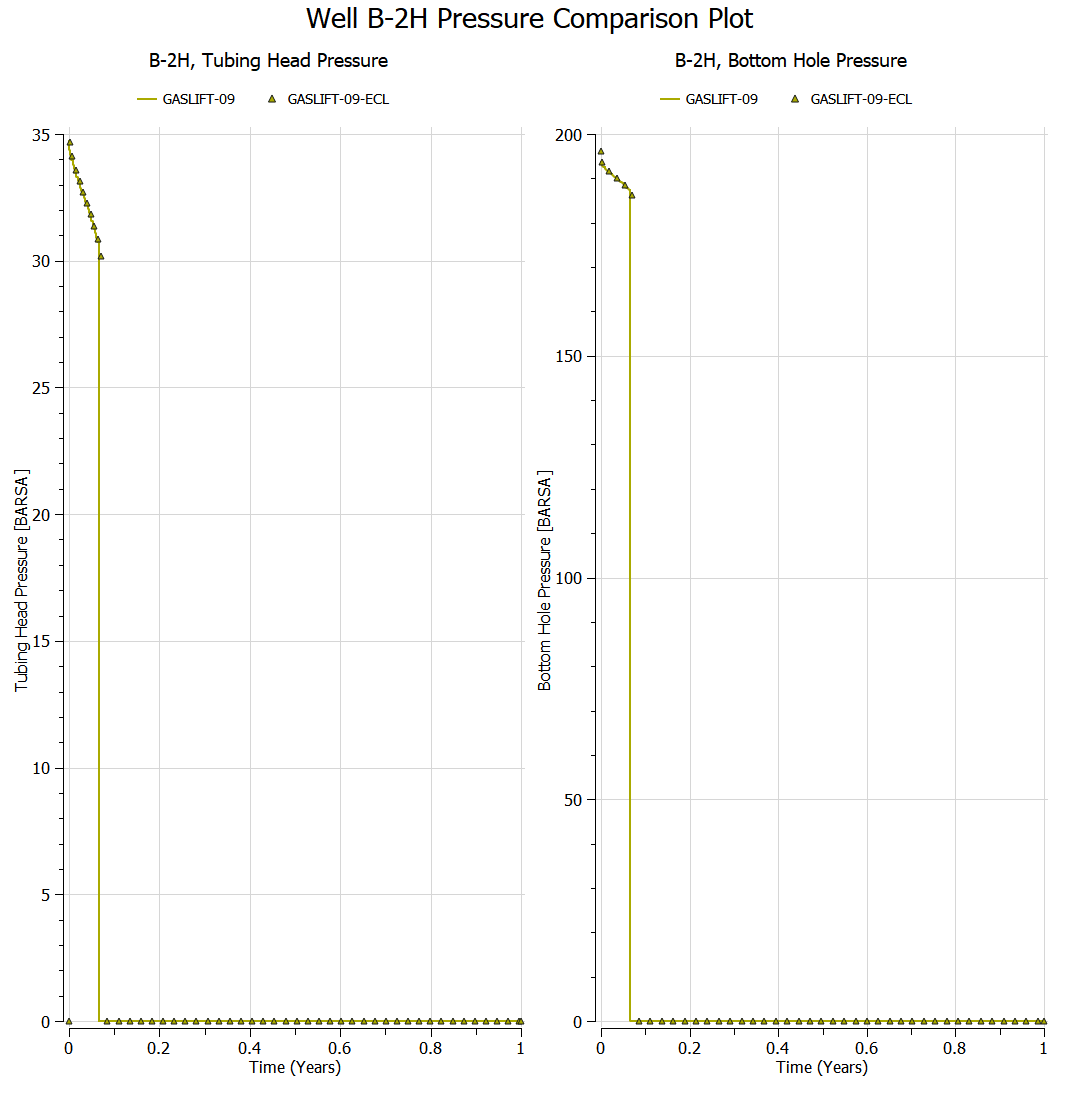 Well B-2H Pressure Comparison Plot
B-2H, Tubing Head Pressure
GASLIFT-09 GASLIFT-09-ECL
Tubing Head Pressure [BARSA]
35
30
25
20
15
10
5
0
0 0.2 0.4 0.6 0.8 1
Time (Years)
B-2H, Bottom Hole Pressure
GASLIFT-09 GASLIFT-09-ECL
Bottom Hole Pressure [BARSA]
200
150
100
50
0
0 0.2 0.4 0.6 0.8 1
Time (Years)